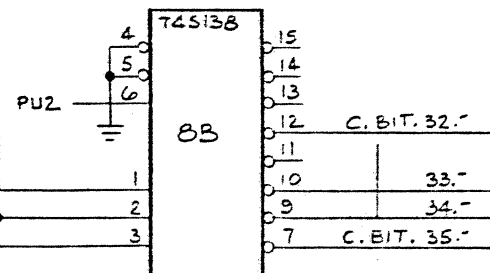 74S138
4
5
PU2 6
8B
1
2
3
15
14
13
12 C. BIT. 32.-
11
10 33.-
9 34.-
7 C. BIT. 35.-